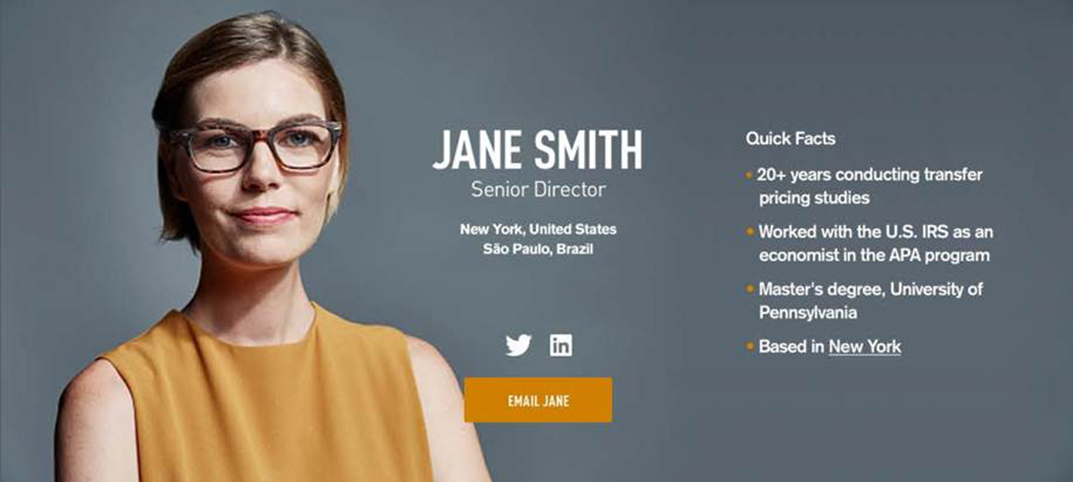 JANE SMITH
Senior Director
New York, United States
São Paulo, Brazil
in
EMAIL JANE
Quick Facts
• 20+ years conducting transfer
pricing studies
• Worked with the U.S. IRS as an
economist in the APA program
• Master's degree, University of
Pennsylvania
• Based in New York